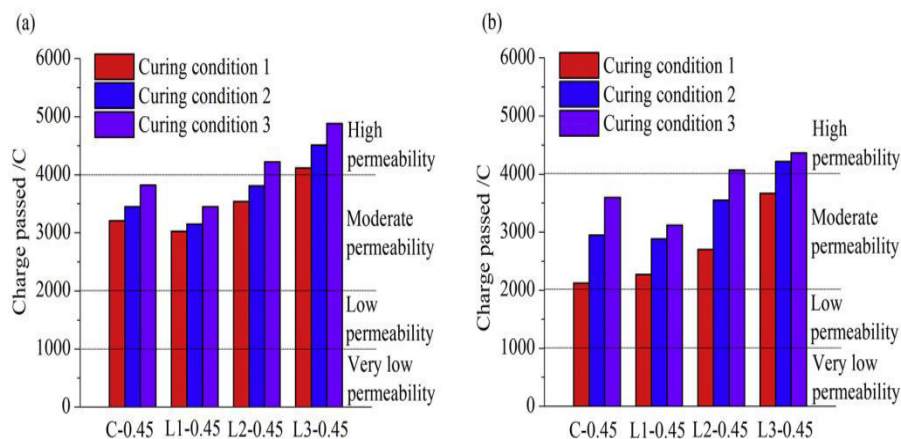 (a)
Charge passed /C
6000
5000
4000
3000
2000
1000
0
Curing condition 1
Curing condition 2
Curing condition 3
High
permeability
Moderate
permeability
Low
permeability
Very low
permeability
C-0.45 L1-0.45 L2-0.45 L3-0.45
(b)
Charge passed /C
6000
5000
4000
3000
2000
1000
0
Curing condition 1
Curing condition 2
Curing condition 3
High
permeability
Moderate
permeability
Low
permeability
Very low
permeability
C-0.45 L1-0.45 L2-0.45 L3-0.45